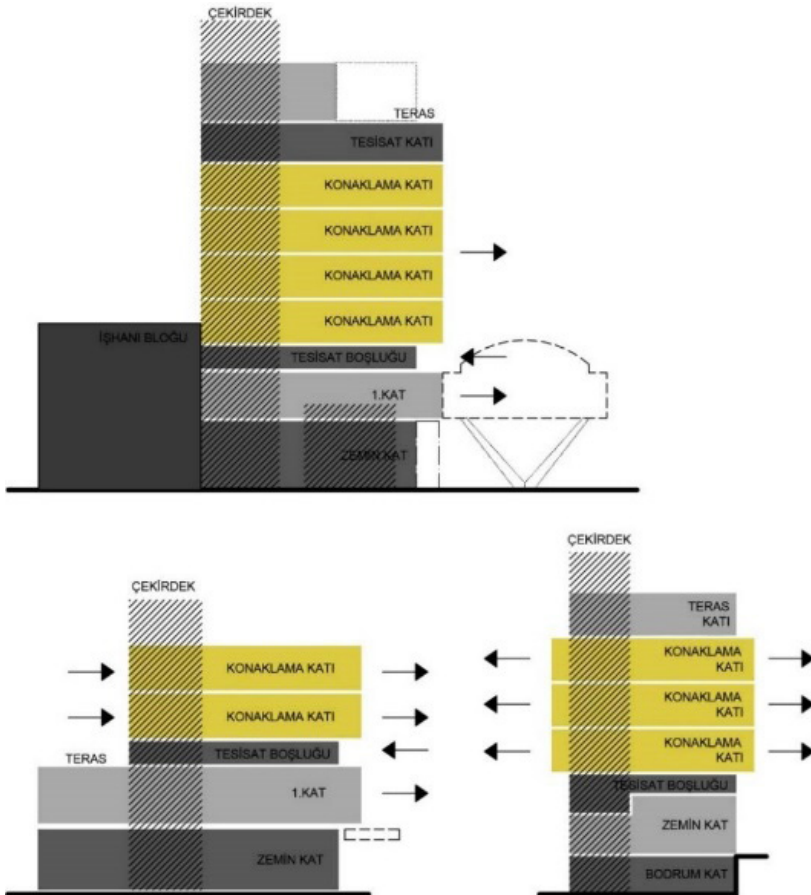 ÇEKİRDEK
TERAS
TESİSAT KATI
KONAKLAMA KATI
KONAKLAMA KATI
KONAKLAMA KATI
KONAKLAMA KATI
İŞHANI BLOĞU
TESİSAT BOŞLUĞU
1.KAT
ZEMİN KAT
ÇEKİRDEK
KONAKLAMA KATI
KONAKLAMA KATI
TERAS
TESİSAT BOŞLUĞU
1.KAT
ZEMİN KAT
ÇEKİRDEK
TERAS
KATI
KONAKLAMA
KATI
KONAKLAMA
KATI
KONAKLAMA
KATI
TESİSAT BOŞLUĞU
ZEMİN KAT
BODRUM KAT